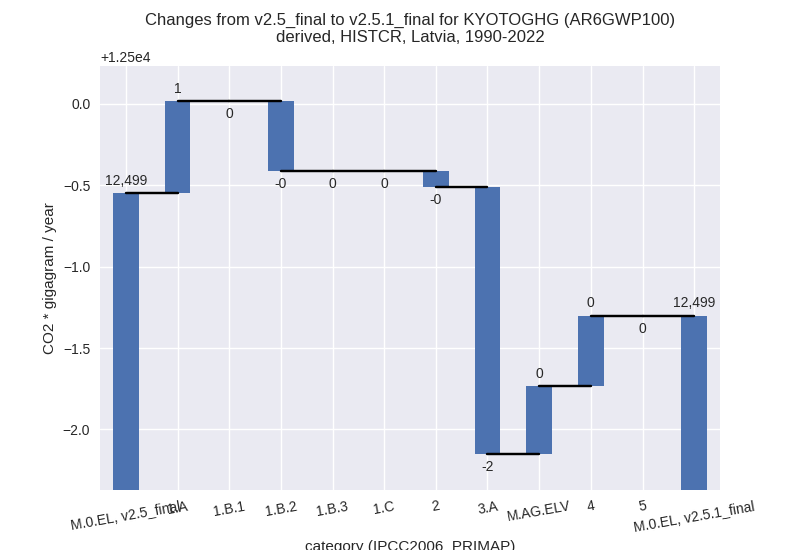 Changes from v2.5_final to v2.5.1_final for KYOTOGHG (AR6GWP100)
derived, HISTCR, Latvia, 1990-2022
+1.25e4
0.0
−0.5
−1.0
−1.5
−2.0
CO2 * gigagram / year
12,499
1
0
-0
0
0
-0
-2
0
0
0
12,499
M.0.EL, v2.5_final
1.A
1.B.1
1.B.2
1.B.3
1.C
2
3.A
M.AG.ELV
4
5
M.0.EL, v2.5.1_final
category (IPCC2006_PRIMAP)